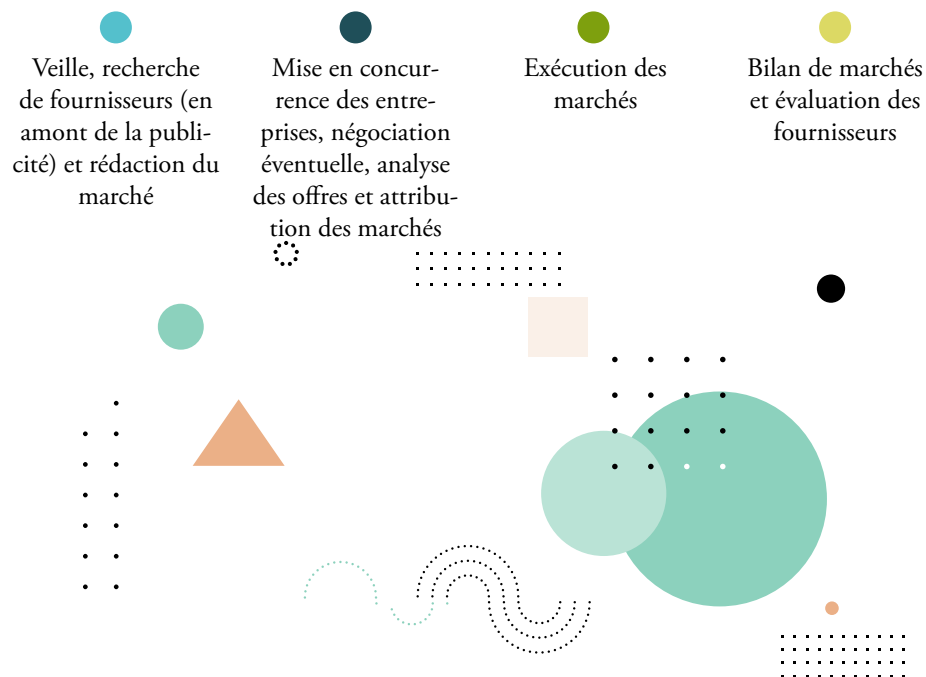 Veille, recherche
de fournisseurs (en
amont de la publi-
cité) et rédaction du
marché
Mise en concur-
rence des entre-
prises, négociation
éventuelle, analyse
des offres et attribu-
tion des marchés
Exécution des
marchés
Bilan de marchés
et évaluation des
fournisseurs